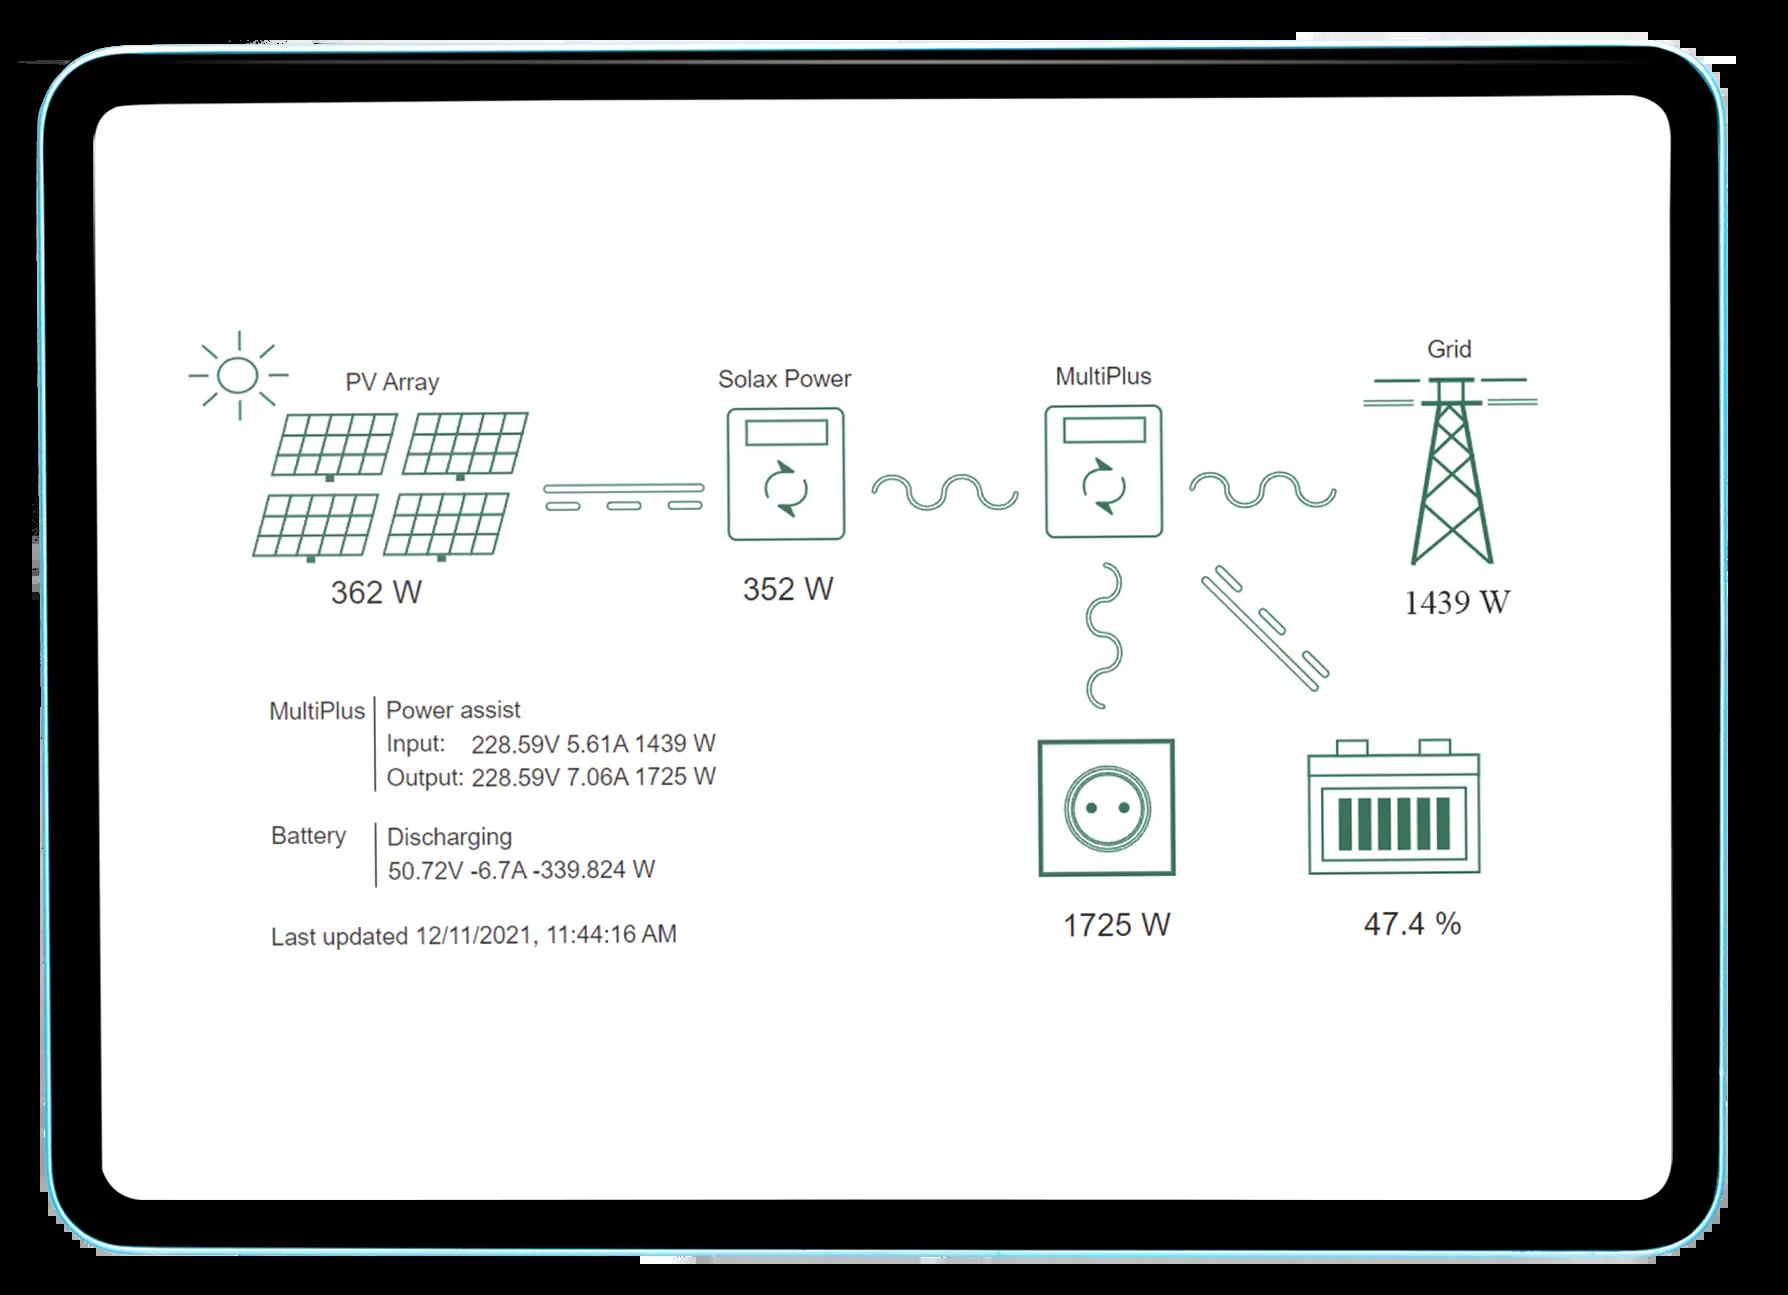 Grid
PV Array
Solax Power
MultiPlus
362 W
352 W
1439 W
MultiPlus
Power assist
Input: 228.59V 5.61A 1439 W
Output: 228.59V 7.06A 1725 W
Battery
Discharging
50.72V -6.7A -339.824 W
Last updated 12/11/2021, 11:44:16 AM
1725 W
47.4 %